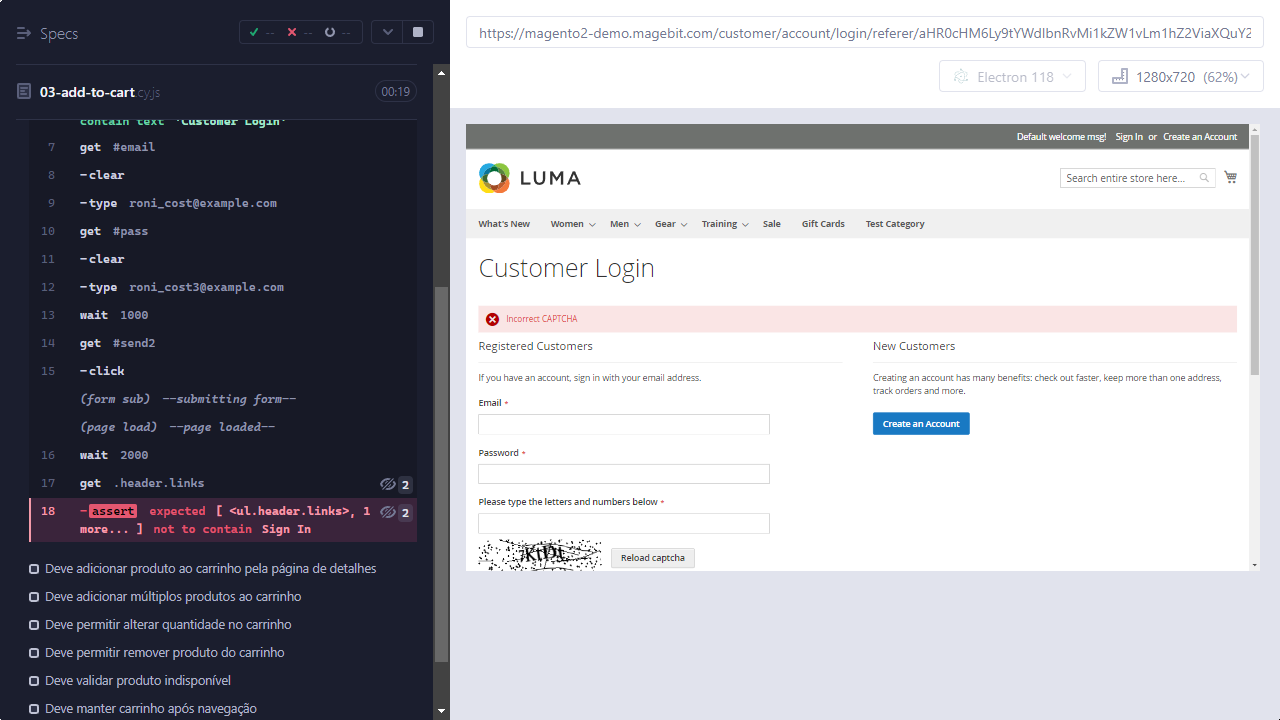 Specs
-- -- --
03-add-to-cart.cy.js 00:19
contain text 'Customer Login'
7 get #email
8 -clear
9 -type roni_cost@example.com
10 get #pass
11 -clear
12 -type roni_cost3@example.com
13 wait 1000
14 get #send2
15 -click
(form sub) --submitting form--
(page load) --page loaded--
16 wait 2000
17 get .header.links 2
18 -assert expected [ <ul.header.links>, 1 2
more... ] not to contain Sign In
Deve adicionar produto ao carrinho pela página de detalhes
Deve adicionar múltiplos produtos ao carrinho
Deve permitir alterar quantidade no carrinho
Deve permitir remover produto do carrinho
Deve validar produto indisponível
Deve manter carrinho após navegação
https://magento2-demo.magebit.com/customer/account/login/referer/aHR0cHM6Ly9tYWdlbnRvMi1kZW1vLm1hZ2ViaXQuY2
Electron 118 1280x720 (62%)
Default welcome msg! Sign In or Create an Account
LUMA
Search entire store here...
What's New Women Men Gear Training Sale Gift Cards Test Category
Customer Login
Incorrect CAPTCHA
Registered Customers
If you have an account, sign in with your email address.
Email *
Password *
Please type the letters and numbers below *
Reload captcha
New Customers
Creating an account has many benefits: check out faster, keep more than one address,
track orders and more.
Create an Account